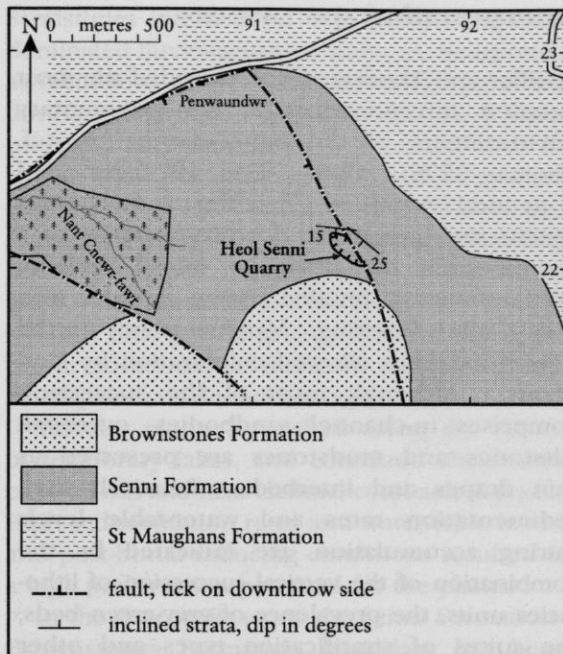 N 0 metres 500
91
92
23
Penwaundwr
Nant Cnewr-fawr
Heol Senni
Quarry
15
25
22
Brownstones Formation
Senni Formation
St Maughans Formation
fault, tick on downthrow side
inclined strata, dip in degrees